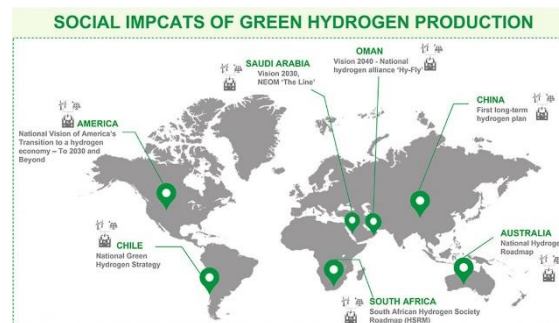 SOCIAL IMPCATS OF GREEN HYDROGEN PRODUCTION
OMAN
Vision 2040 - National
hydrogen alliance 'Hy-Fly'
SAUDI ARABIA
Vision 2030,
NEOM 'The Line'
CHINA
First long-term
hydrogen plan
AMERICA
National Vision of America's
Transition to a hydrogen
economy – To 2030 and
Beyond
CHILE
National Green
Hydrogen Strategy
AUSTRALIA
National Hydroge
Roadmap
SOUTH AFRICA
South African Hydrogen Society
Roadmap (HSRM)